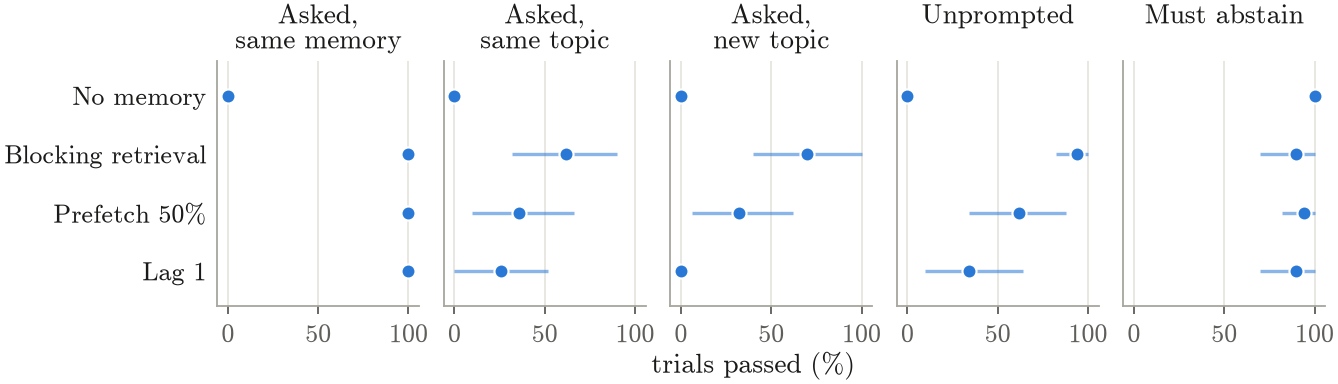 Asked,
same memory
Asked,
same topic
Asked,
new topic
Unprompted
Must abstain
No memory
Blocking retrieval
Prefetch 50%
Lag 1
0 50 100 0 50 100 0 50 100 0 50 100 0 50 100
trials passed (%)